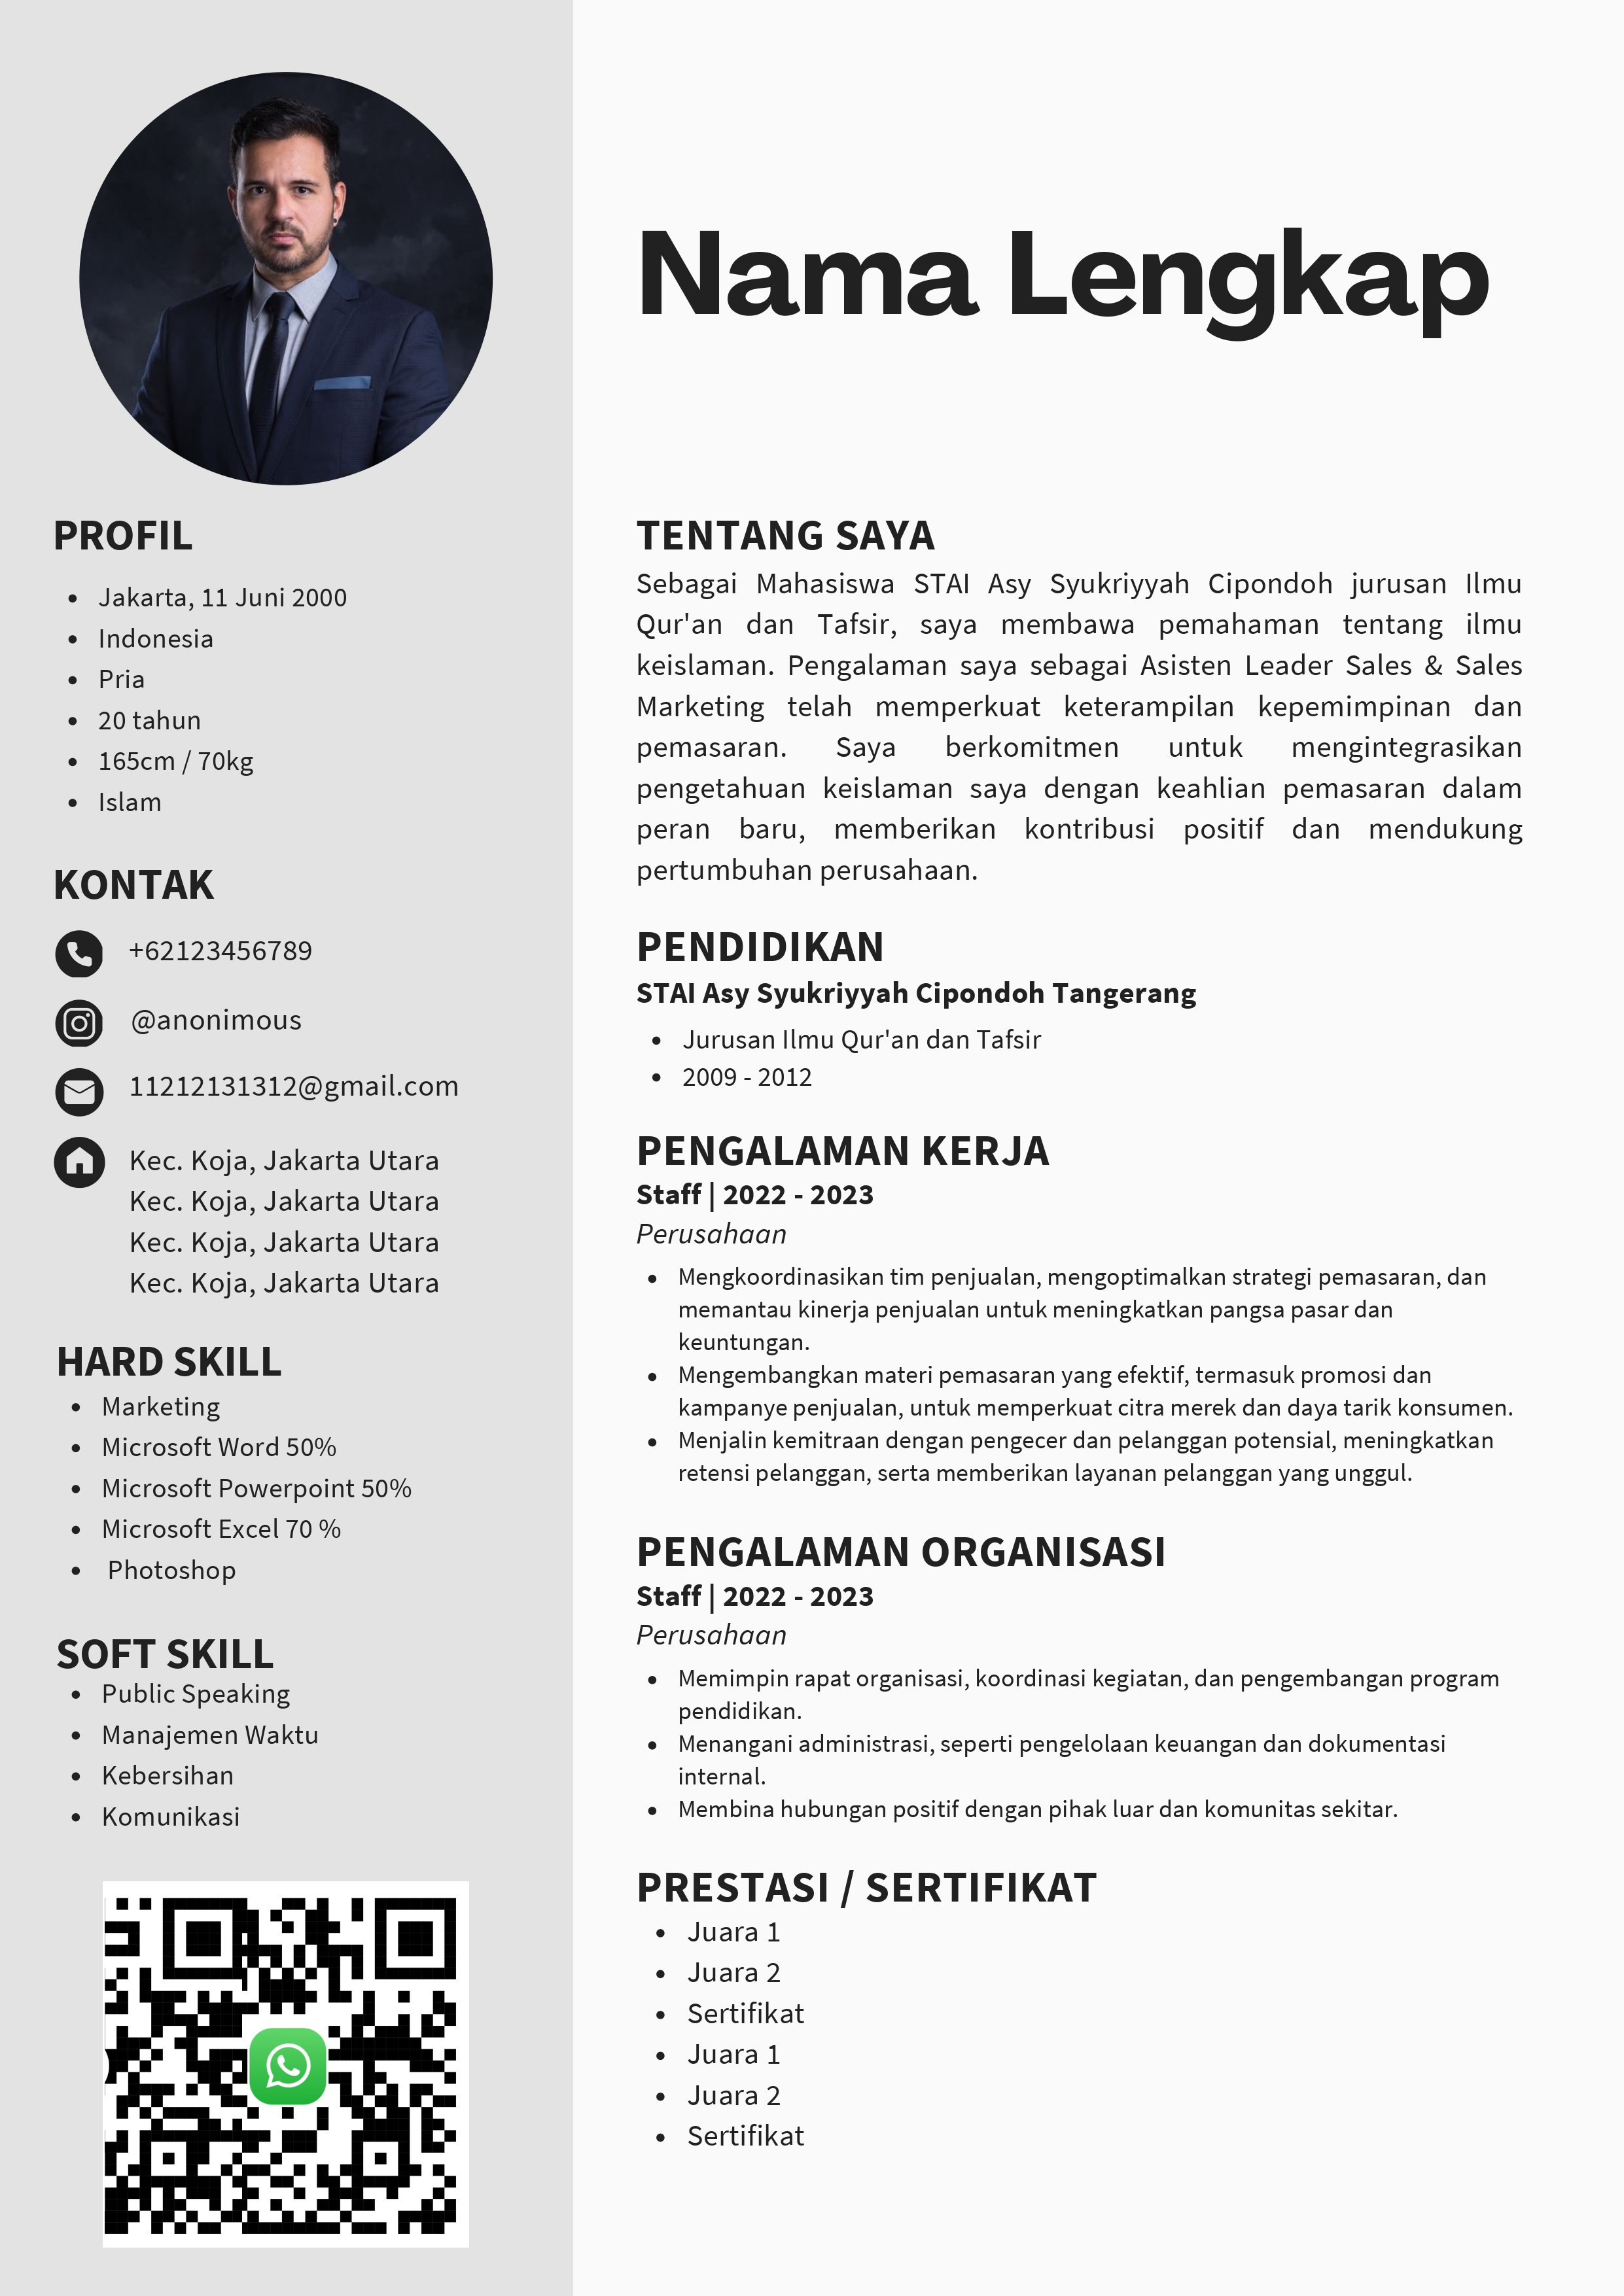 Nama Lengkap
PROFIL
Jakarta, 11 Juni 2000
Indonesia
Pria
20 tahun
165cm / 70kg
Islam
KONTAK
+62123456789
@anonimous
11212131312@gmail.com
Kec. Koja, Jakarta Utara
Kec. Koja, Jakarta Utara
Kec. Koja, Jakarta Utara
Kec. Koja, Jakarta Utara
HARD SKILL
Marketing
Microsoft Word 50%
Microsoft Powerpoint 50%
Microsoft Excel 70 %
Photoshop
SOFT SKILL
Public Speaking
Manajemen Waktu
Kebersihan
Komunikasi
TENTANG SAYA
Sebagai Mahasiswa STAI Asy Syukriyyah Cipondoh jurusan Ilmu
Qur'an dan Tafsir, saya membawa pemahaman tentang ilmu
keislaman. Pengalaman saya sebagai Asisten Leader Sales & Sales
Marketing telah memperkuat keterampilan kepemimpinan dan
pemasaran. Saya berkomitmen untuk mengintegrasikan
pengetahuan keislaman saya dengan keahlian pemasaran dalam
peran baru, memberikan kontribusi positif dan mendukung
pertumbuhan perusahaan.
PENDIDIKAN
STAI Asy Syukriyyah Cipondoh Tangerang
Jurusan Ilmu Qur'an dan Tafsir
2009 - 2012
PENGALAMAN KERJA
Staff | 2022 - 2023
Perusahaan
Mengkoordinasikan tim penjualan, mengoptimalkan strategi pemasaran, dan
memantau kinerja penjualan untuk meningkatkan pangsa pasar dan
keuntungan.
Mengembangkan materi pemasaran yang efektif, termasuk promosi dan
kampanye penjualan, untuk memperkuat citra merek dan daya tarik konsumen.
Menjalin kemitraan dengan pengecer dan pelanggan potensial, meningkatkan
retensi pelanggan, serta memberikan layanan pelanggan yang unggul.
PENGALAMAN ORGANISASI
Staff | 2022 - 2023
Perusahaan
Memimpin rapat organisasi, koordinasi kegiatan, dan pengembangan program
pendidikan.
Menangani administrasi, seperti pengelolaan keuangan dan dokumentasi
internal.
Membina hubungan positif dengan pihak luar dan komunitas sekitar.
PRESTASI / SERTIFIKAT
Juara 1
Juara 2
Sertifikat
Juara 1
Juara 2
Sertifikat